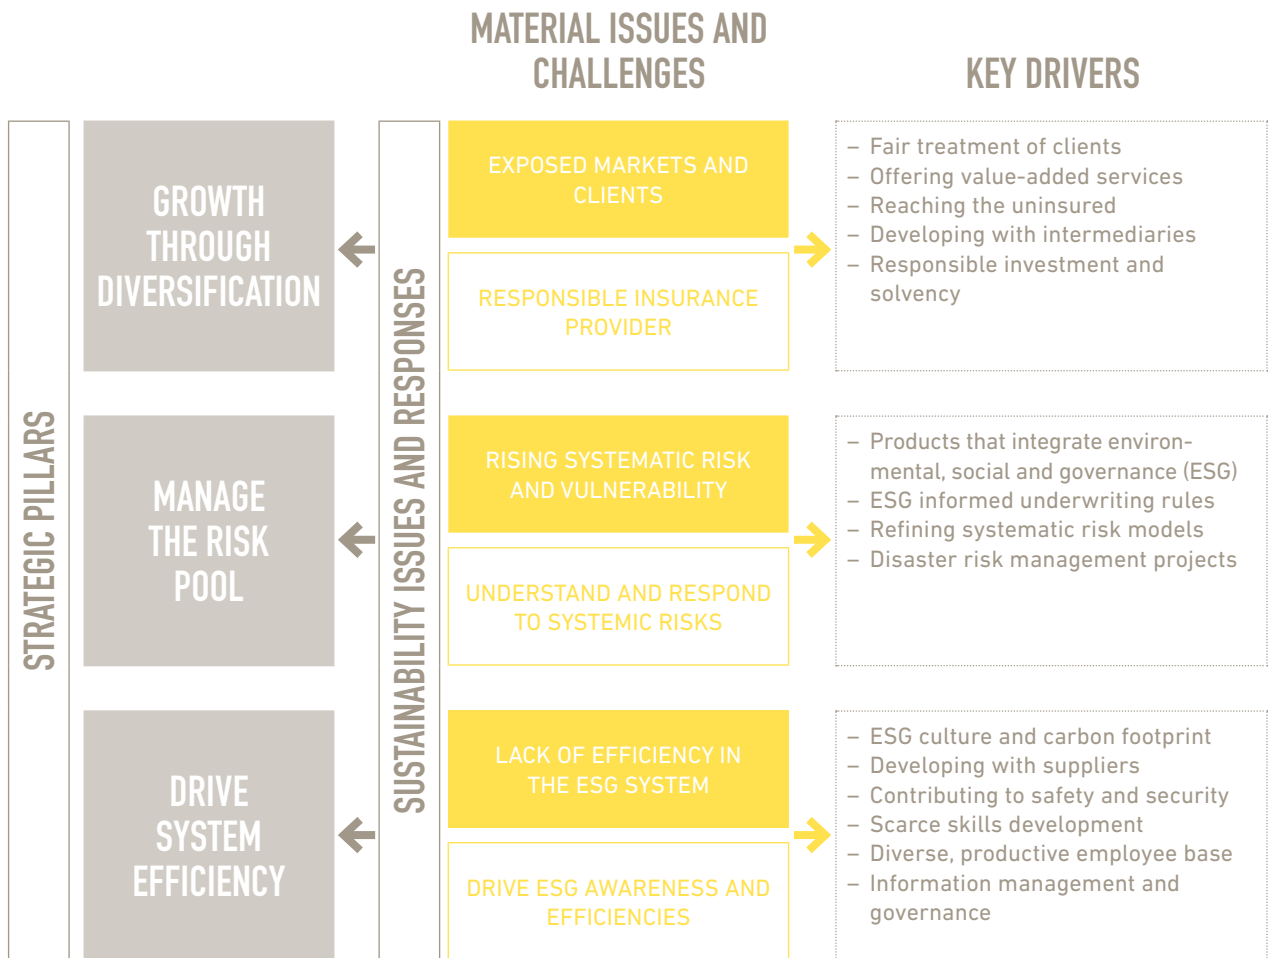 MATERIAL ISSUES AND
CHALLENGES
KEY DRIVERS
STRATEGIC PILLARS
GROWTH
THROUGH
DIVERSIFICATION
SUSTAINABILITY ISSUES AND RESPONSES
EXPOSED MARKETS AND
CLIENTS
RESPONSIBLE INSURANCE
PROVIDER
– Fair treatment of clients
– Offering value-added services
– Reaching the uninsured
– Developing with intermediaries
– Responsible investment and
solvency
MANAGE
THE RISK
POOL
RISING SYSTEMATIC RISK
AND VULNERABILITY
UNDERSTAND AND RESPOND
TO SYSTEMIC RISKS
– Products that integrate environ-
mental, social and governance (ESG)
– ESG informed underwriting rules
– Refining systematic risk models
– Disaster risk management projects
DRIVE
SYSTEM
EFFICIENCY
LACK OF EFFICIENCY IN
THE ESG SYSTEM
DRIVE ESG AWARENESS AND
EFFICIENCIES
– ESG culture and carbon footprint
– Developing with suppliers
– Contributing to safety and security
– Scarce skills development
– Diverse, productive employee base
– Information management and
governance